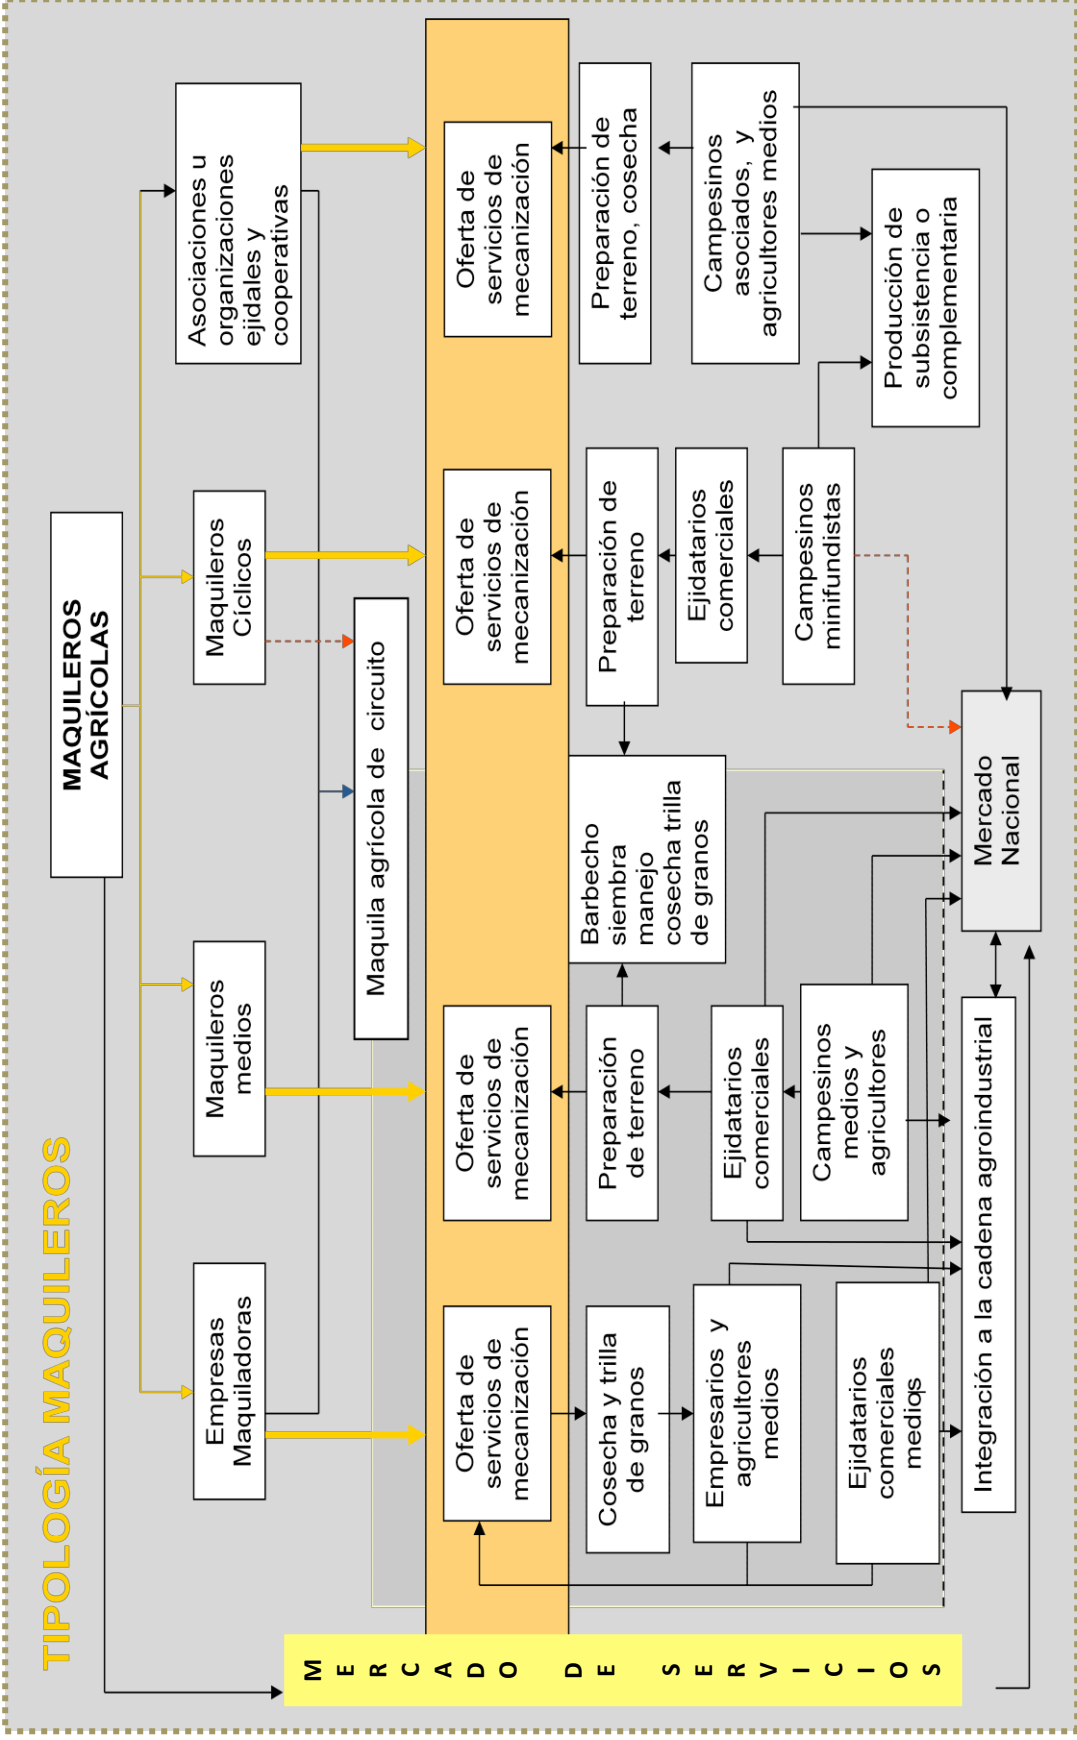 TIPOLOGÍA MAQUILEROS
MAQUILEROS
AGRÍCOLAS
Empresas
Maquiladoras
Maquileros
medios
Maquileros
Cíclicos
Asociaciones u
organizaciones
ejidales y
cooperativas
Maquila agrícola de circuito
MERCADO DE SERVICIOS
Oferta de
servicios de
mecanización
Oferta de
servicios de
mecanización
Oferta de
servicios de
mecanización
Oferta de
servicios de
mecanización
Cosecha y trilla
de granos
Preparación
de terreno
Barbecho
siembra
manejo
cosecha trilla
de granos
Preparación de
terreno
Preparación de
terreno, cosecha
Empresarios y
agricultores
medios
Ejidatarios
comerciales
Ejidatarios
comerciales
Campesinos
asociados, y
agricultores medios
Ejidatarios
comerciales
medios
Campesinos
medios y
agricultores
Campesinos
minifundistas
Producción de
subsistencia o
complementaria
Integración a la cadena agroindustrial
Mercado
Nacional